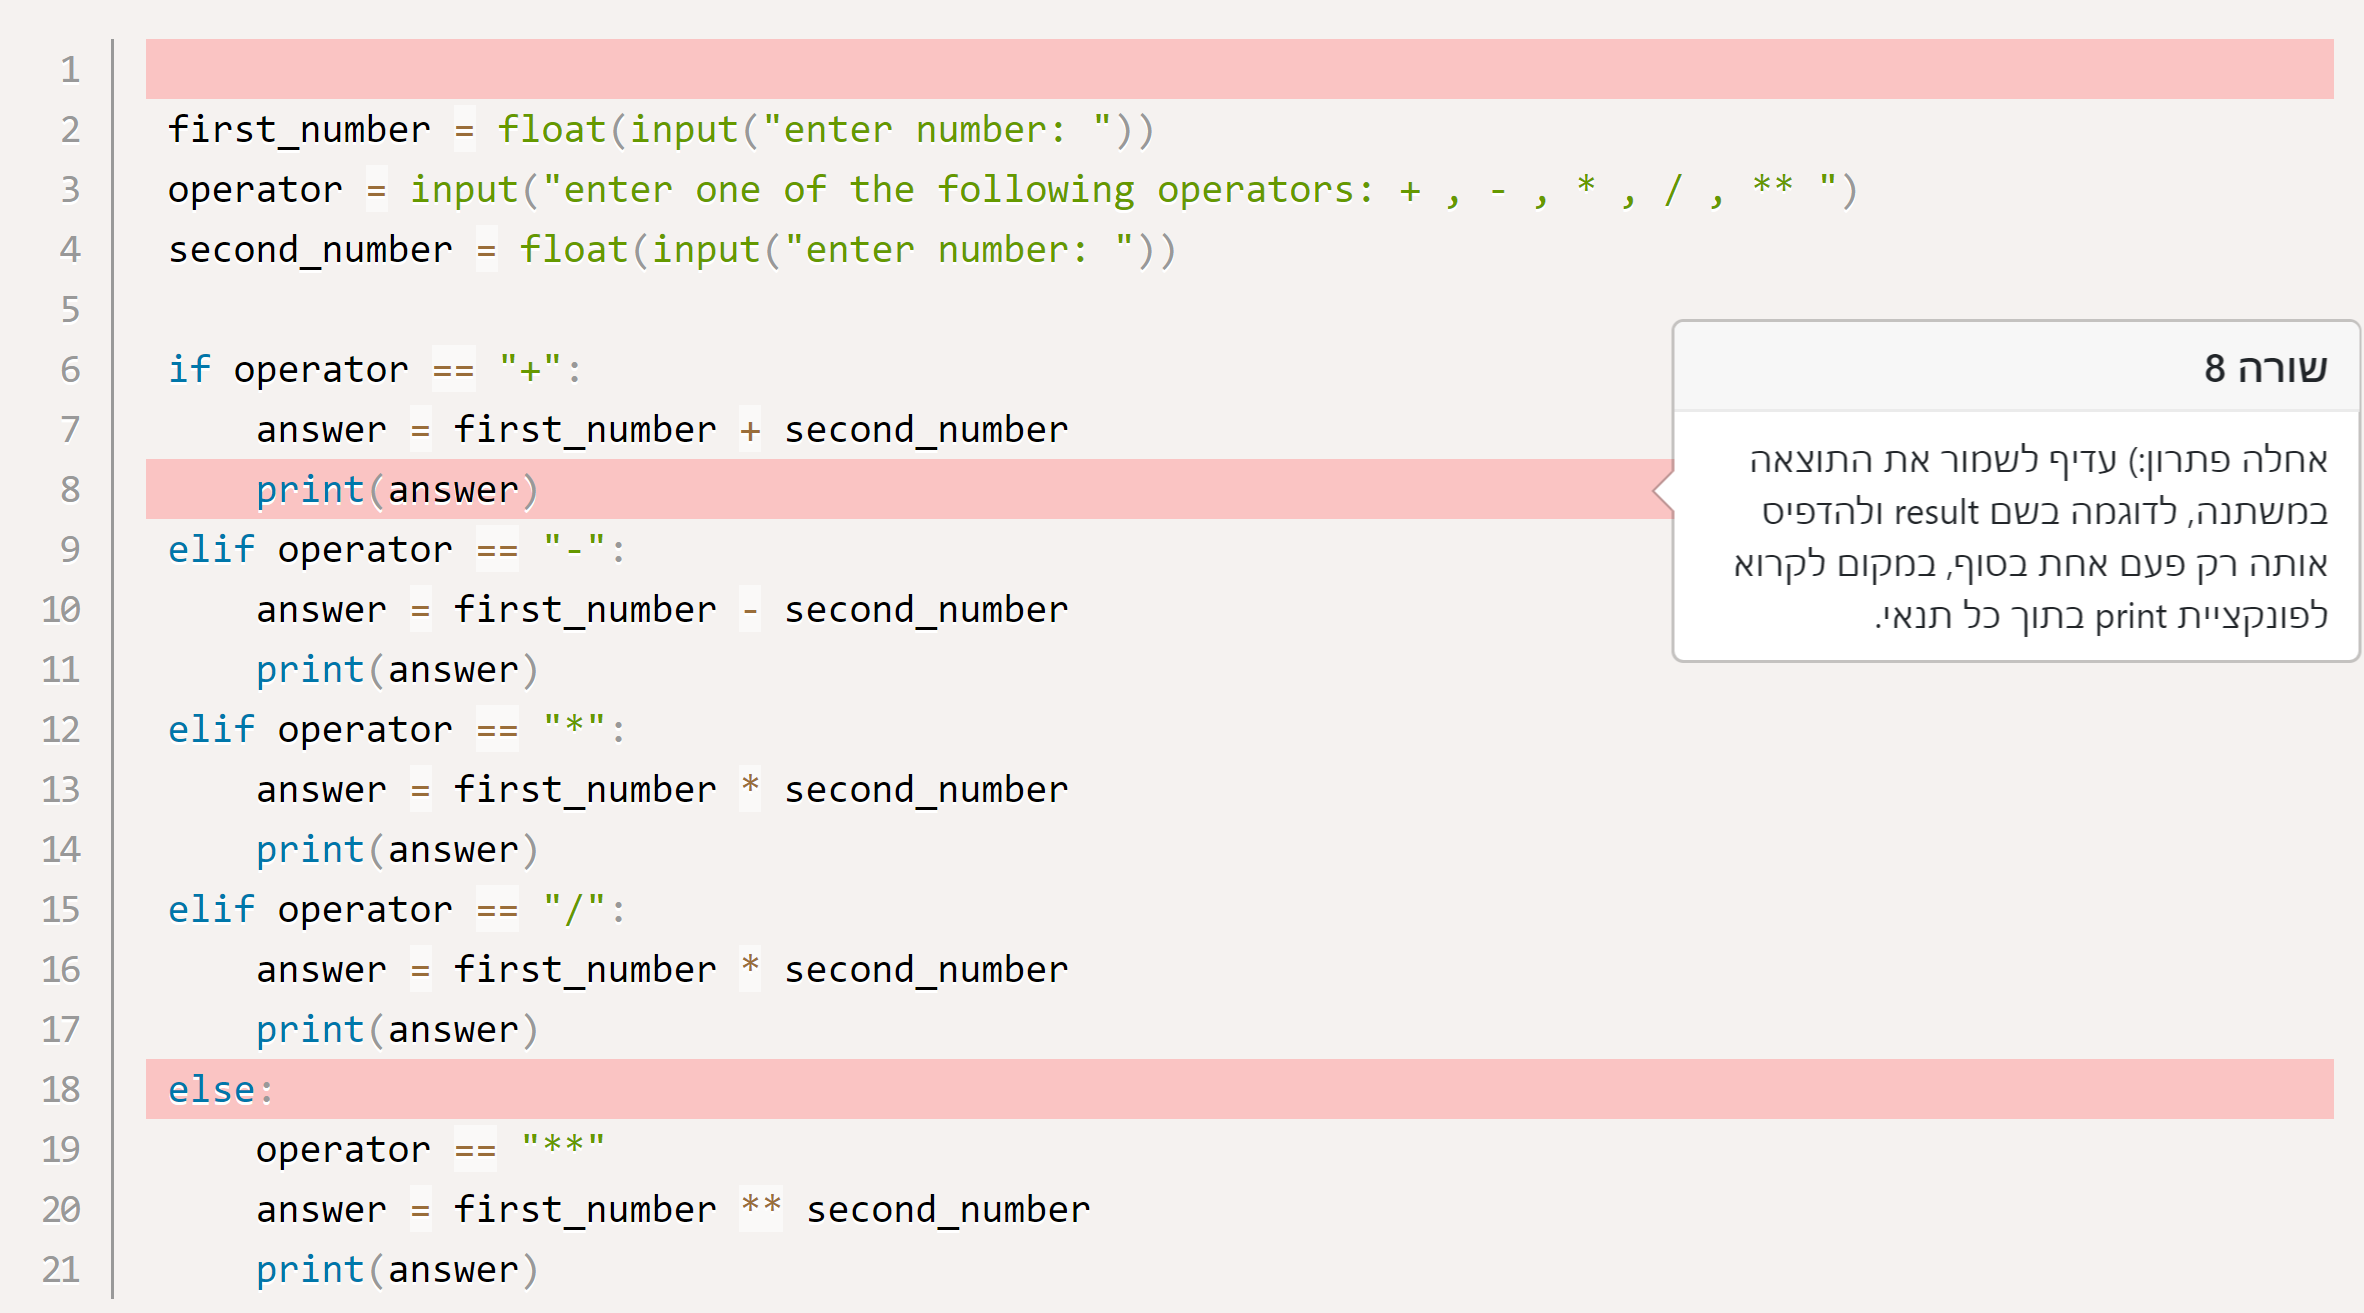 1
2 first_number = float(input("enter number: "))
3 operator = input("enter one of the following operators: + , - , * , / , ** ")
4 second_number = float(input("enter number: "))
5
6 if operator == "+":
7     answer = first_number + second_number
8     print(answer)
9 elif operator == "-":
10     answer = first_number - second_number
11     print(answer)
12 elif operator == "*":
13     answer = first_number * second_number
14     print(answer)
15 elif operator == "/":
16     answer = first_number * second_number
17     print(answer)
18 else:
19     operator == "**"
20     answer = first_number ** second_number
21     print(answer)
שורה 8
אחלה פתרון:) עדיף לשמור את התוצאה
במשתנה, לדוגמה בשם result ולהדפיס
אותה רק פעם אחת בסוף, במקום לקרוא
לפונקציית print בתוך כל תנאי.